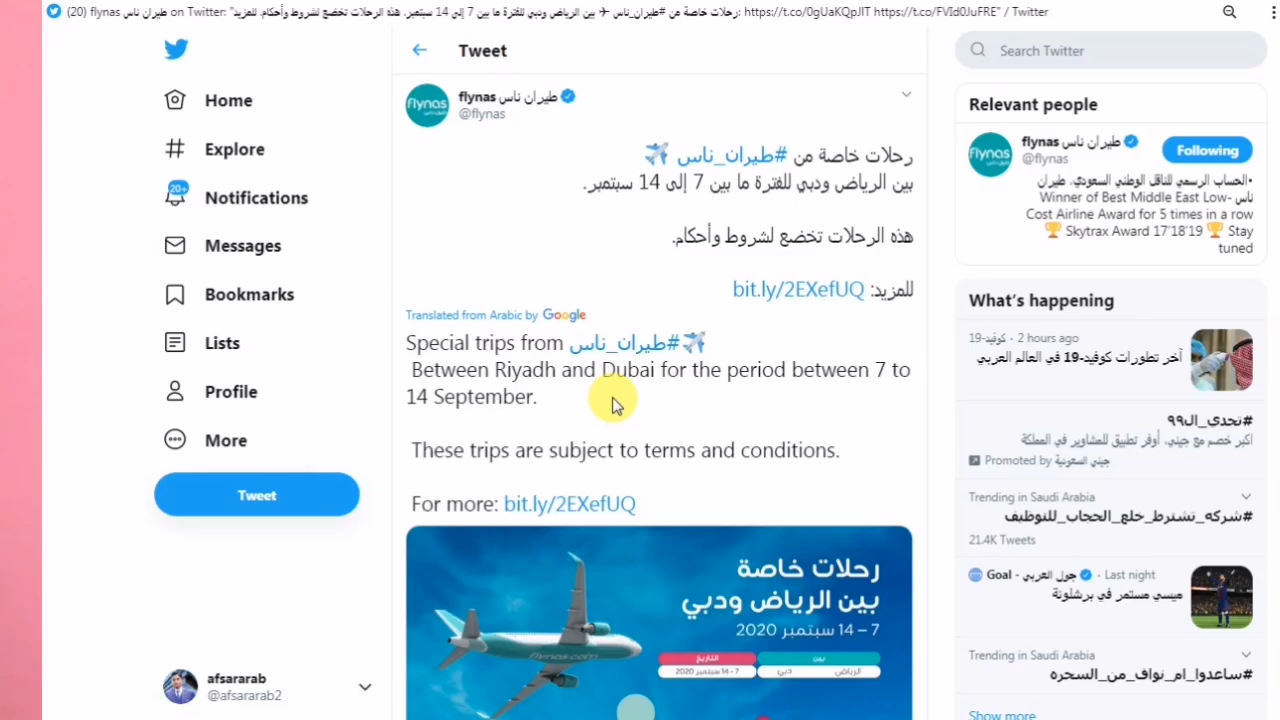 (20) flynas طيران ناس on Twitter: "رحلات خاصة من #طيران_ناس ✈ بين الرياض ودبي للفترة ما بين 7 إلى 14 سبتمبر. هذه الرحلات تخضع لشروط وأحكام. للمزيد: https://t.co/0gUaKQpJIT https://t.co/FVId0JuFRE" / Twitter
Home
Explore
20+
Notifications
Messages
Bookmarks
Lists
Profile
More
Tweet
afsararab
@afsararab2
Tweet
flynas
طيران ناس
flynas طيران ناس
@flynas
رحلات خاصة من #طيران_ناس ✈️
بين الرياض ودبي للفترة ما بين 7 إلى 14 سبتمبر.
هذه الرحلات تخضع لشروط وأحكام.
للمزيد: bit.ly/2EXefUQ
Translated from Arabic by Google
Special trips from #طيران_ناس✈️
Between Riyadh and Dubai for the period between 7 to
14 September.
These trips are subject to terms and conditions.
For more: bit.ly/2EXefUQ
رحلات خاصة
بين الرياض ودبي
7 – 14 سبتمبر 2020
بين
التاريخ
الرياض
دبي
7 - 14 سبتمبر 2020
flynas.com
Search Twitter
Relevant people
flynas
flynas طيران ناس
@flynas
Following
•الحساب الرسمي للناقل الوطني السعودي، طيران
ناس Winner of Best Middle East Low-
Cost Airline Award for 5 times in a row
🏆 Skytrax Award 17'18'19 🏆 Stay
tuned
What's happening
كوفيد-19 · 2 hours ago
آخر تطورات كوفيد-19 في العالم العربي
#تحدي_ال٩٩
اكبر خصم مع جيني. أوفر تطبيق للمشاوير في المملكة
Promoted by جيني السعودية
Trending in Saudi Arabia
#شركه_تشترط_خلع_الحجاب_للتوظيف
21.4K Tweets
Goal - جول العربي · Last night
ميسي مستمر في برشلونة
Trending in Saudi Arabia
#ساعدوا_ام_نواف_من_السحره
Show more